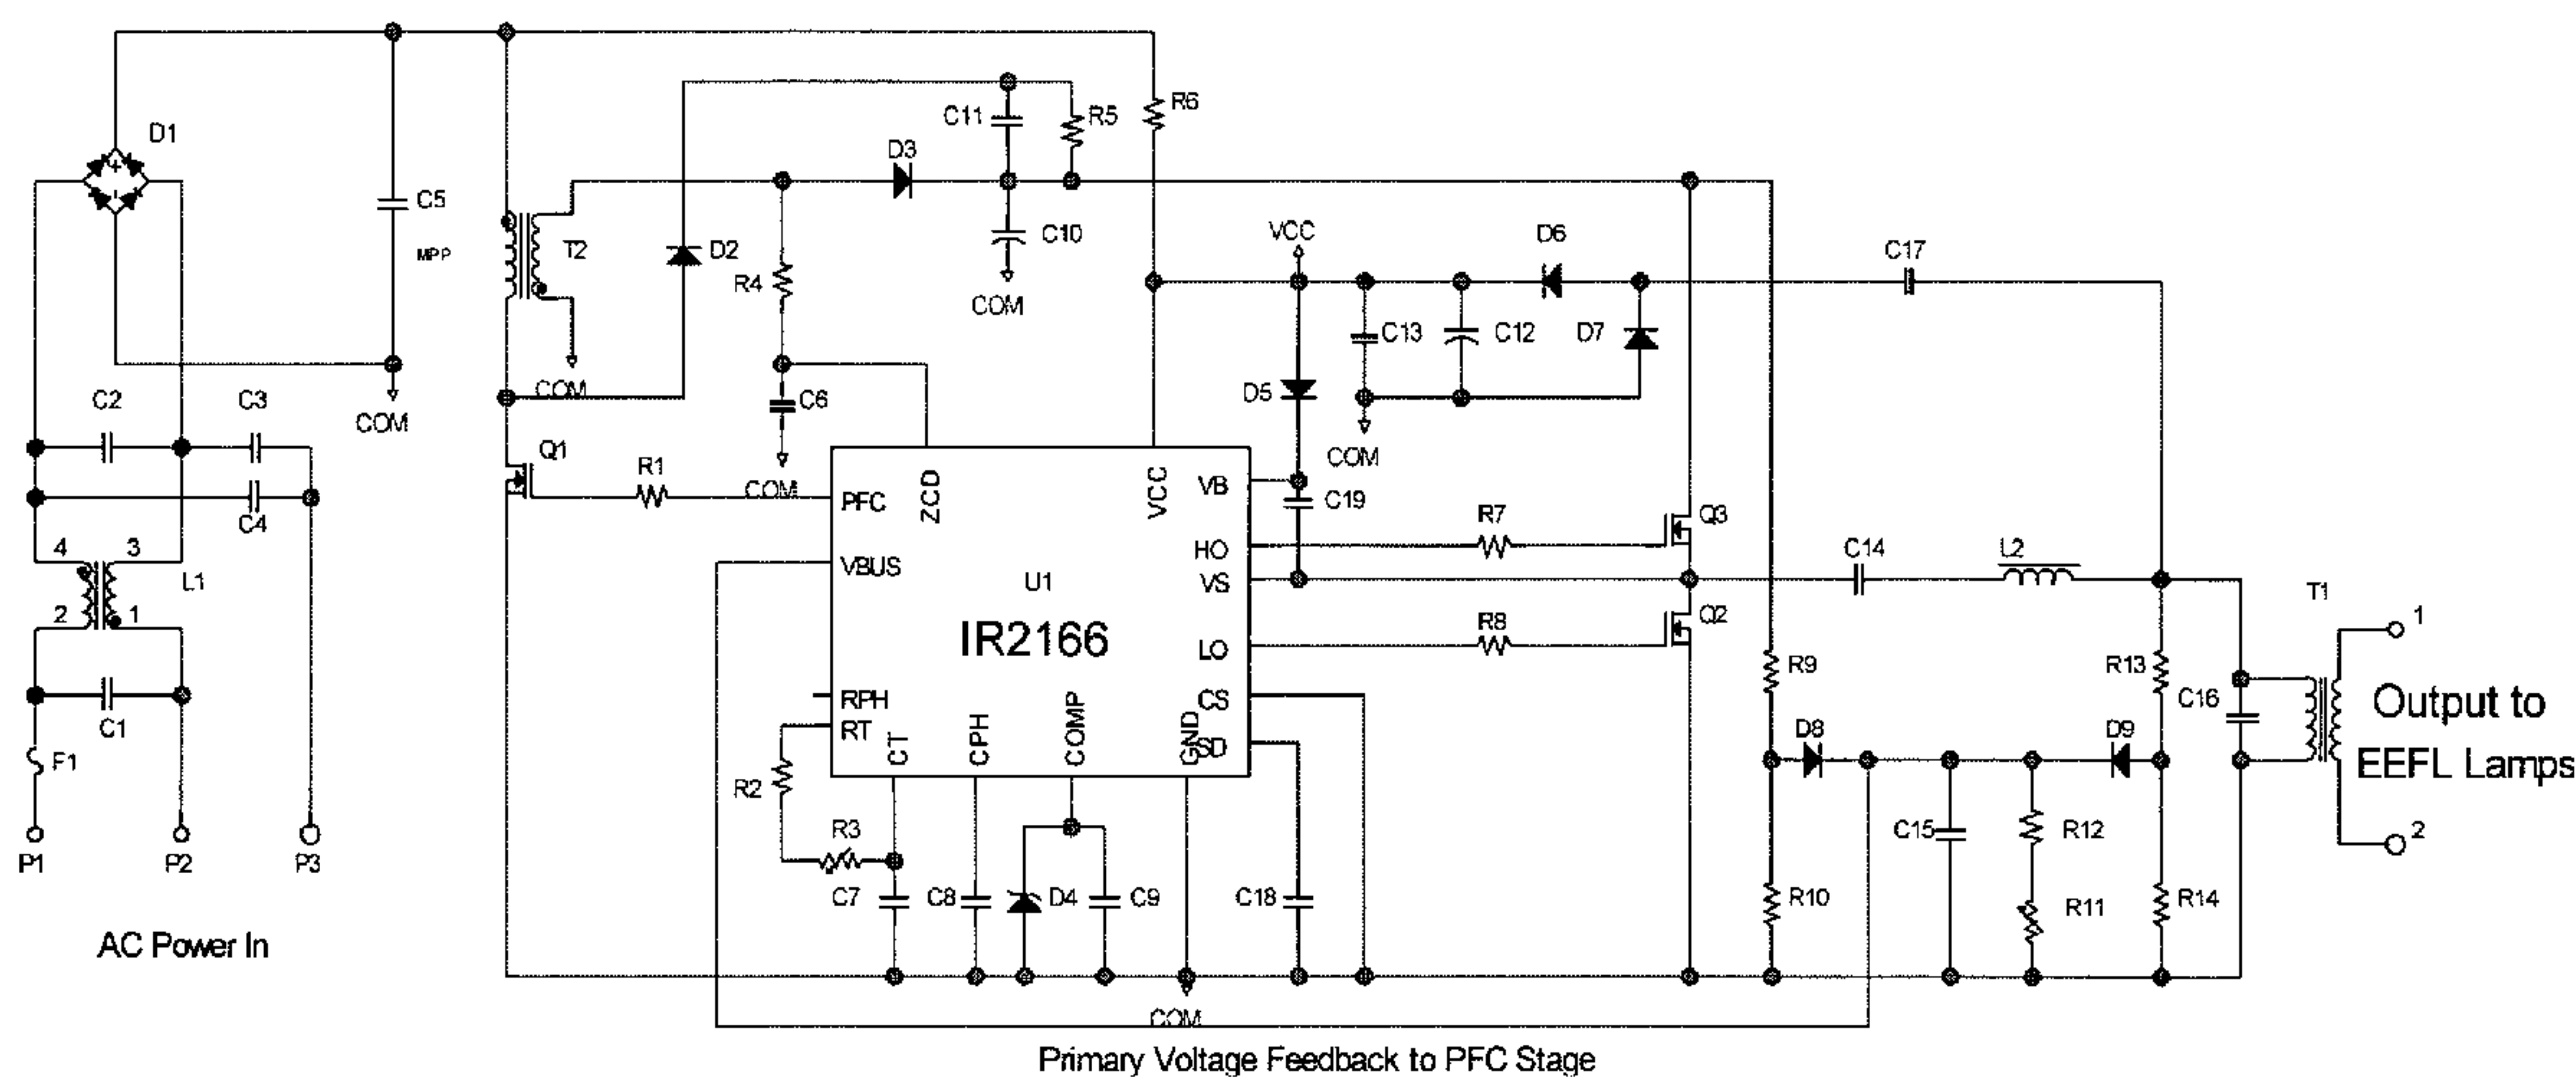 D1
C5
MPP
COM
C2
C3
C4
4
3
L1
2
1
C1
F1
P1
P2
P3
AC Power In
C11
R5
R6
D3
T2
D2
R4
C10
COM
COM
C6
COM
Q1
R1
VCC
D6
C17
C13
C12
D7
D5
COM
C19
PFC
ZCD
VCC
VB
HO
VS
LO
CS
SD
VBUS
U1
IR2166
RPH
RT
CT
CPH
COMP
GND
R7
Q3
R8
Q2
C14
L2
T1
1
R9
R13
C16
D8
D9
Output to
EEFL Lamps
2
R2
R3
C7
C8
D4
C9
C18
R10
C15
R12
R11
R14
COM
Primary Voltage Feedback to PFC Stage